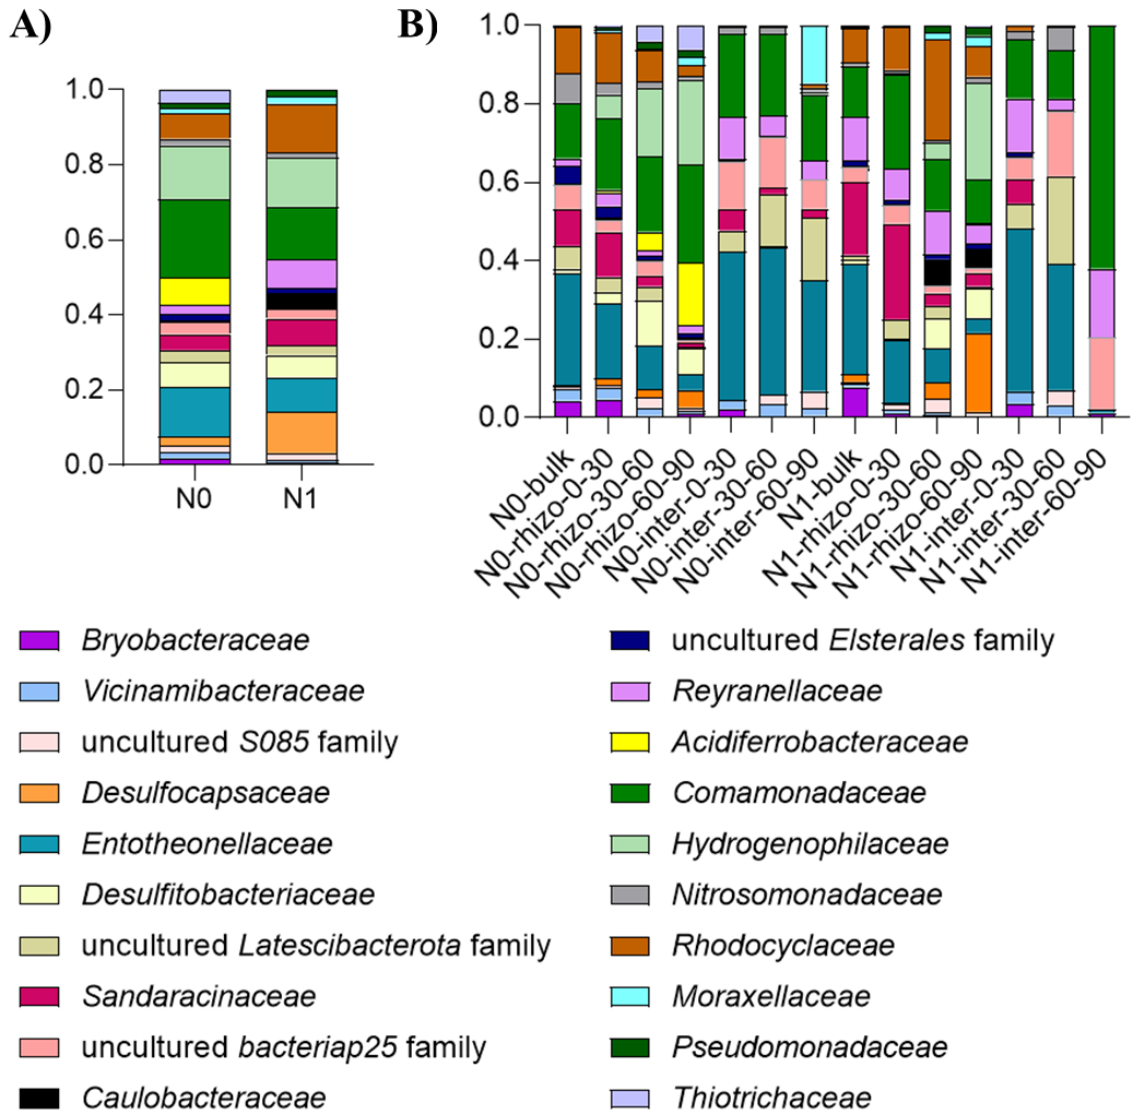 A)
B)
1.0
0.8
0.6
0.4
0.2
0.0
N0
N1
1.0
0.8
0.6
0.4
0.2
0.0
N0-bulk
N0-rhizo-0-30
N0-rhizo-30-60
N0-rhizo-60-90
N0-inter-0-30
N0-inter-30-60
N0-inter-60-90
N1-bulk
N1-rhizo-0-30
N1-rhizo-30-60
N1-rhizo-60-90
N1-inter-0-30
N1-inter-30-60
N1-inter-60-90
Bryobacteraceae
Vicinamibacteraceae
uncultured S085 family
Desulfocapsaceae
Entotheonellaceae
Desulfitobacteriaceae
uncultured Latescibacterota family
Sandaracinaceae
uncultured bacteriap25 family
Caulobacteraceae
uncultured Elsterales family
Reyranellaceae
Acidiferrobacteraceae
Comamonadaceae
Hydrogenophilaceae
Nitrosomonadaceae
Rhodocyclaceae
Moraxellaceae
Pseudomonadaceae
Thiotrichaceae